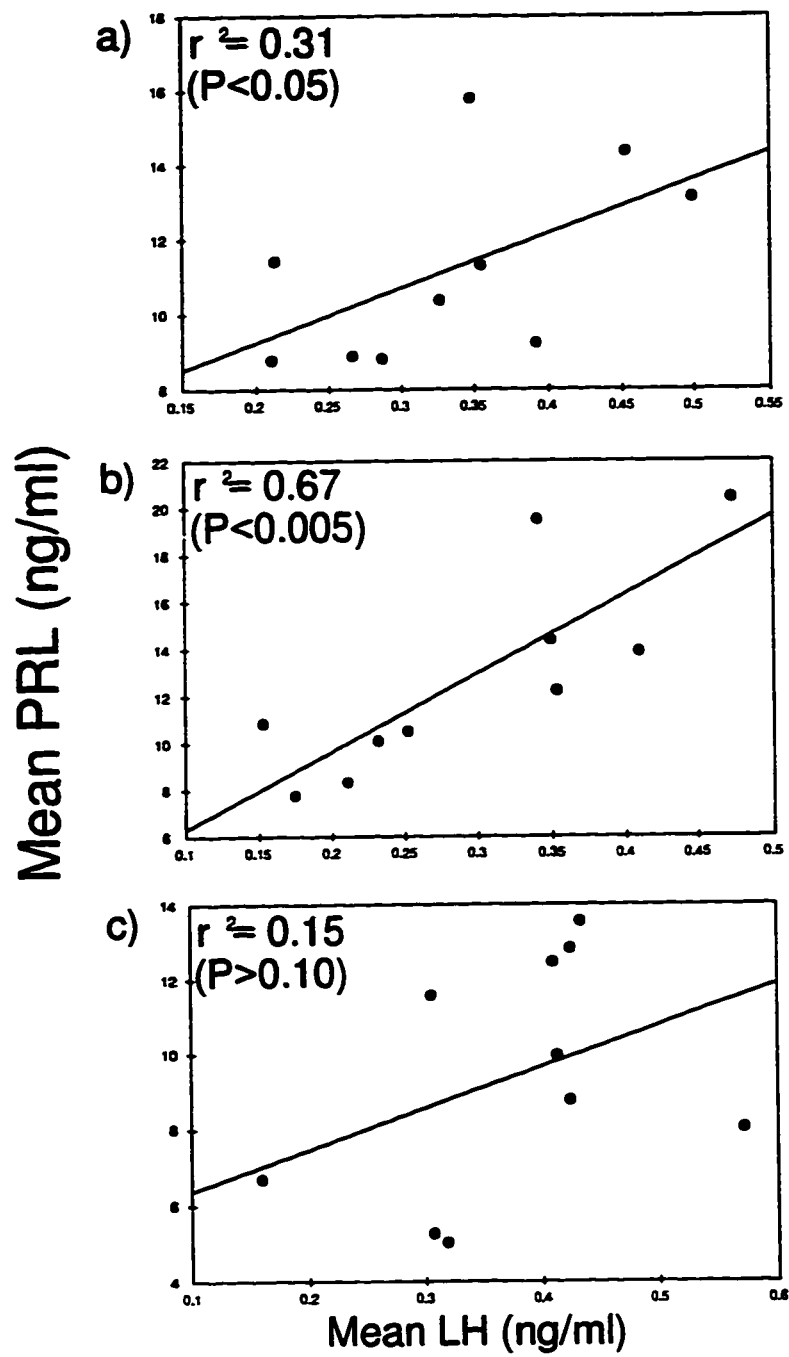 a)
r ²= 0.31
(P<0.05)
18
16
14
12
10
8
0.15 0.2 0.25 0.3 0.35 0.4 0.45 0.5 0.55
Mean PRL (ng/ml)
b)
r ²= 0.67
(P<0.005)
22
20
18
16
14
12
10
8
6
0.1 0.15 0.2 0.25 0.3 0.35 0.4 0.45 0.5
c)
r ²= 0.15
(P>0.10)
14
12
10
8
6
4
0.1 0.2 0.3 0.4 0.5 0.6
Mean LH (ng/ml)